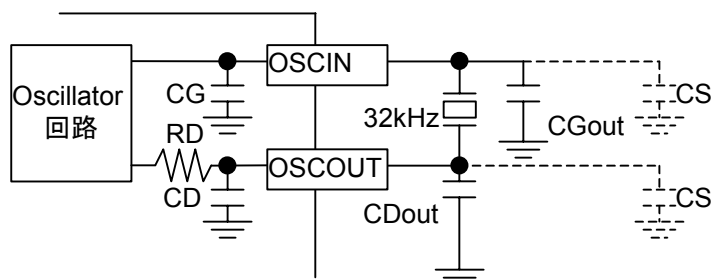 OSCIN
Oscillator
回路
CG
CS
32kHz
CGout
RD
OSCOUT
CD
CDout
CS